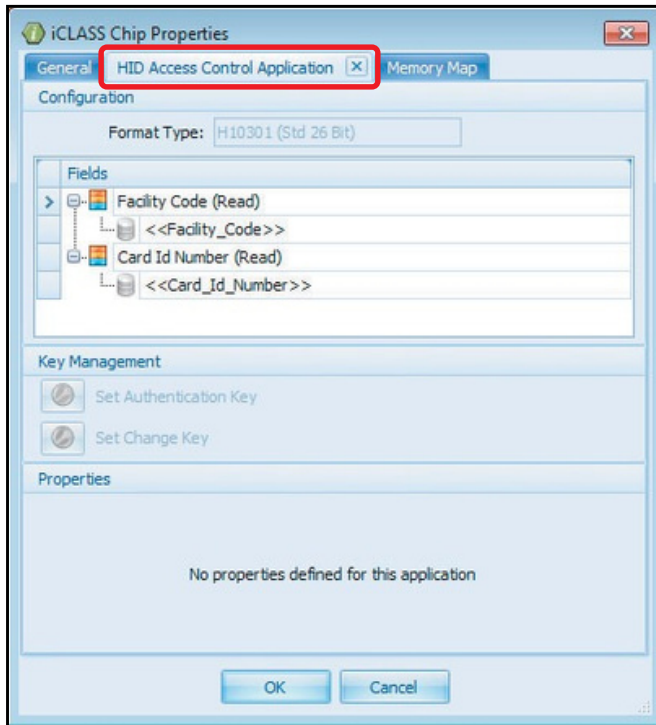 iCLASS Chip Properties
General HID Access Control Application Memory Map
Configuration
Format Type: H10301 (Std 26 Bit)
Fields
Facility Code (Read)
<<Facility_Code>>
Card Id Number (Read)
<<Card_Id_Number>>
Key Management
Set Authentication Key
Set Change Key
Properties
No properties defined for this application
OK Cancel